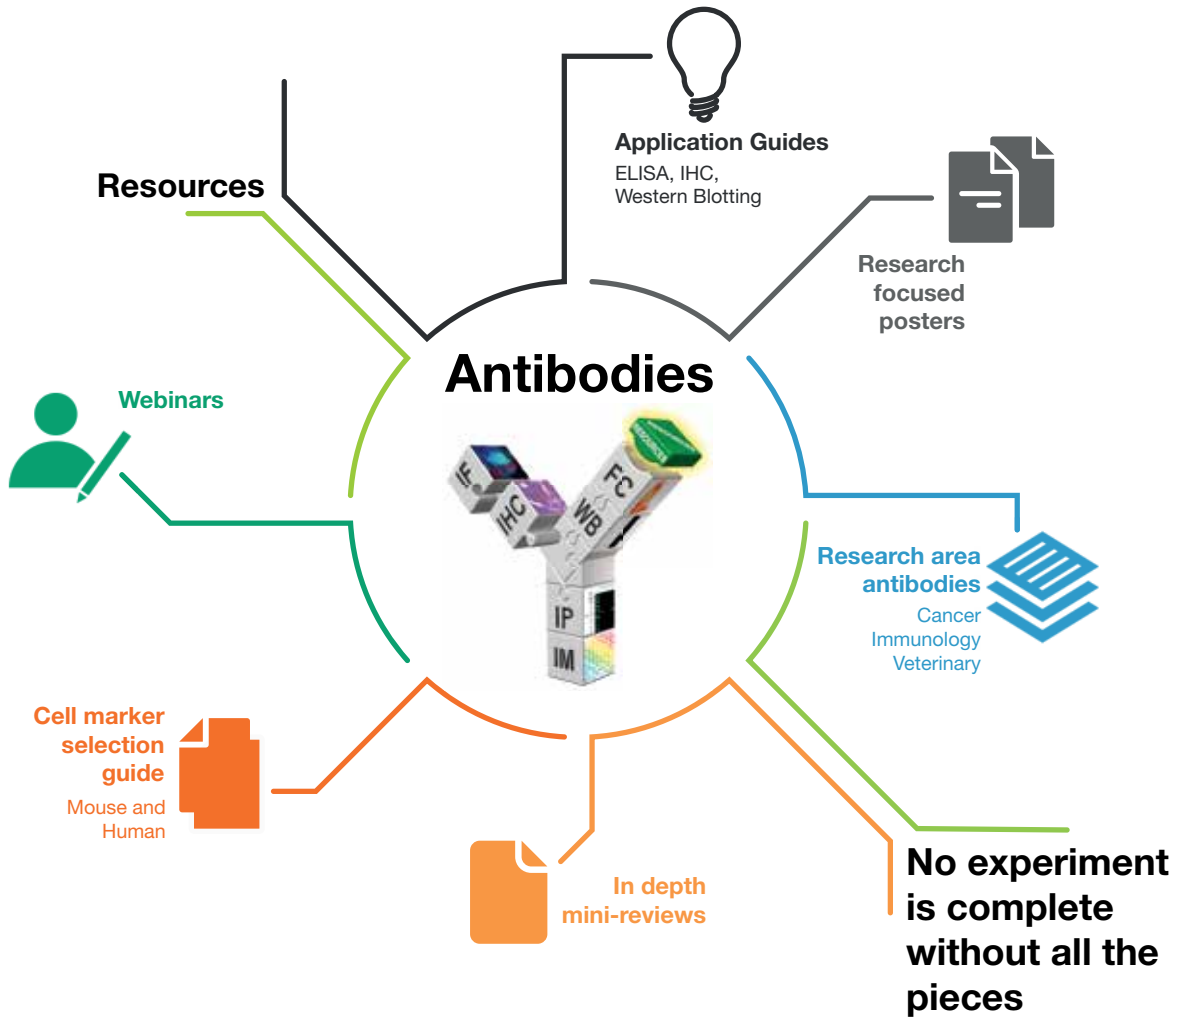 Application Guides
ELISA, IHC,
Western Blotting
Resources
Research
focused
posters
Antibodies
Webinars
RESOURCES
IF
FC
IHC
WB
Research area
antibodies
Cancer
Immunology
Veterinary
IP
IM
Cell marker
selection
guide
Mouse and
Human
In depth
mini-reviews
No experiment
is complete
without all the
pieces